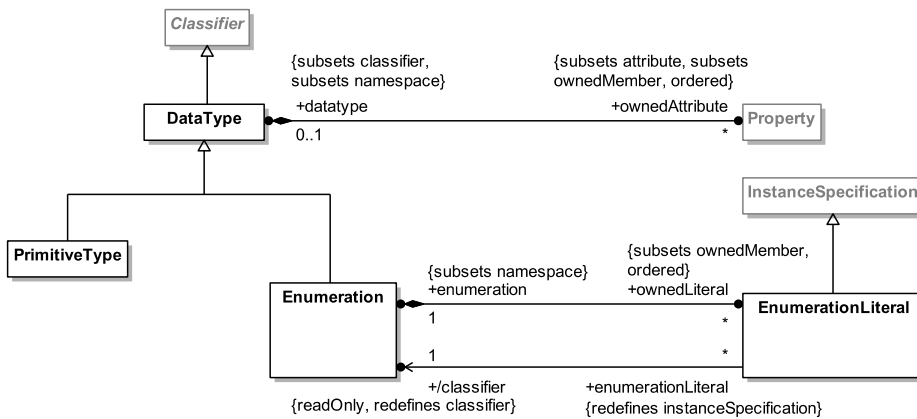 Classifier
{subsets classifier,
subsets namespace}
{subsets attribute, subsets
ownedMember, ordered}
+datatype
+ownedAttribute
DataType
Property
0..1
*
InstanceSpecification
PrimitiveType
{subsets namespace}
{subsets ownedMember,
ordered}
+enumeration
+ownedLiteral
Enumeration
EnumerationLiteral
1
*
1
*
+/classifier
+enumerationLiteral
{readOnly, redefines classifier}
{redefines instanceSpecification}